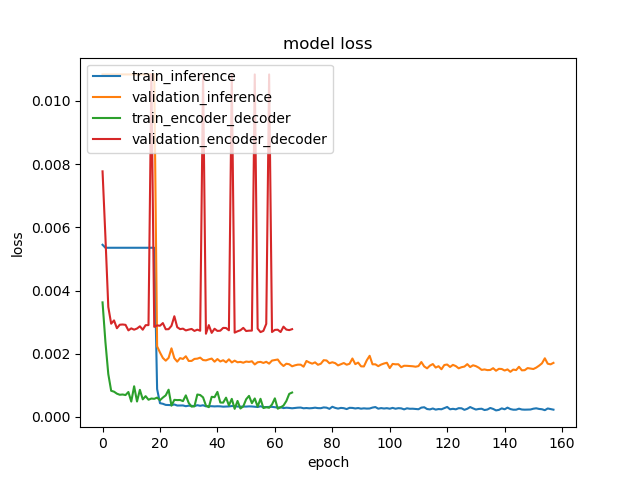 model loss
train_inference
validation_inference
train_encoder_decoder
validation_encoder_decoder
0.010
0.008
0.006
0.004
0.002
0.000
loss
0 20 40 60 80 100 120 140 160
epoch